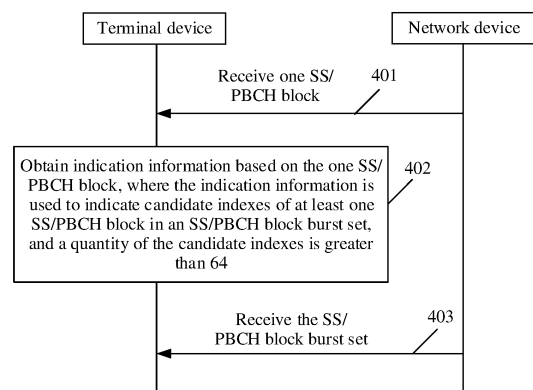 Terminal device
Network device
Receive one SS/
PBCH block
401
Obtain indication information based on the one SS/
PBCH block, where the indication information is
used to indicate candidate indexes of at least one
SS/PBCH block in an SS/PBCH block burst set,
and a quantity of the candidate indexes is greater
than 64
402
Receive the SS/
PBCH block burst set
403